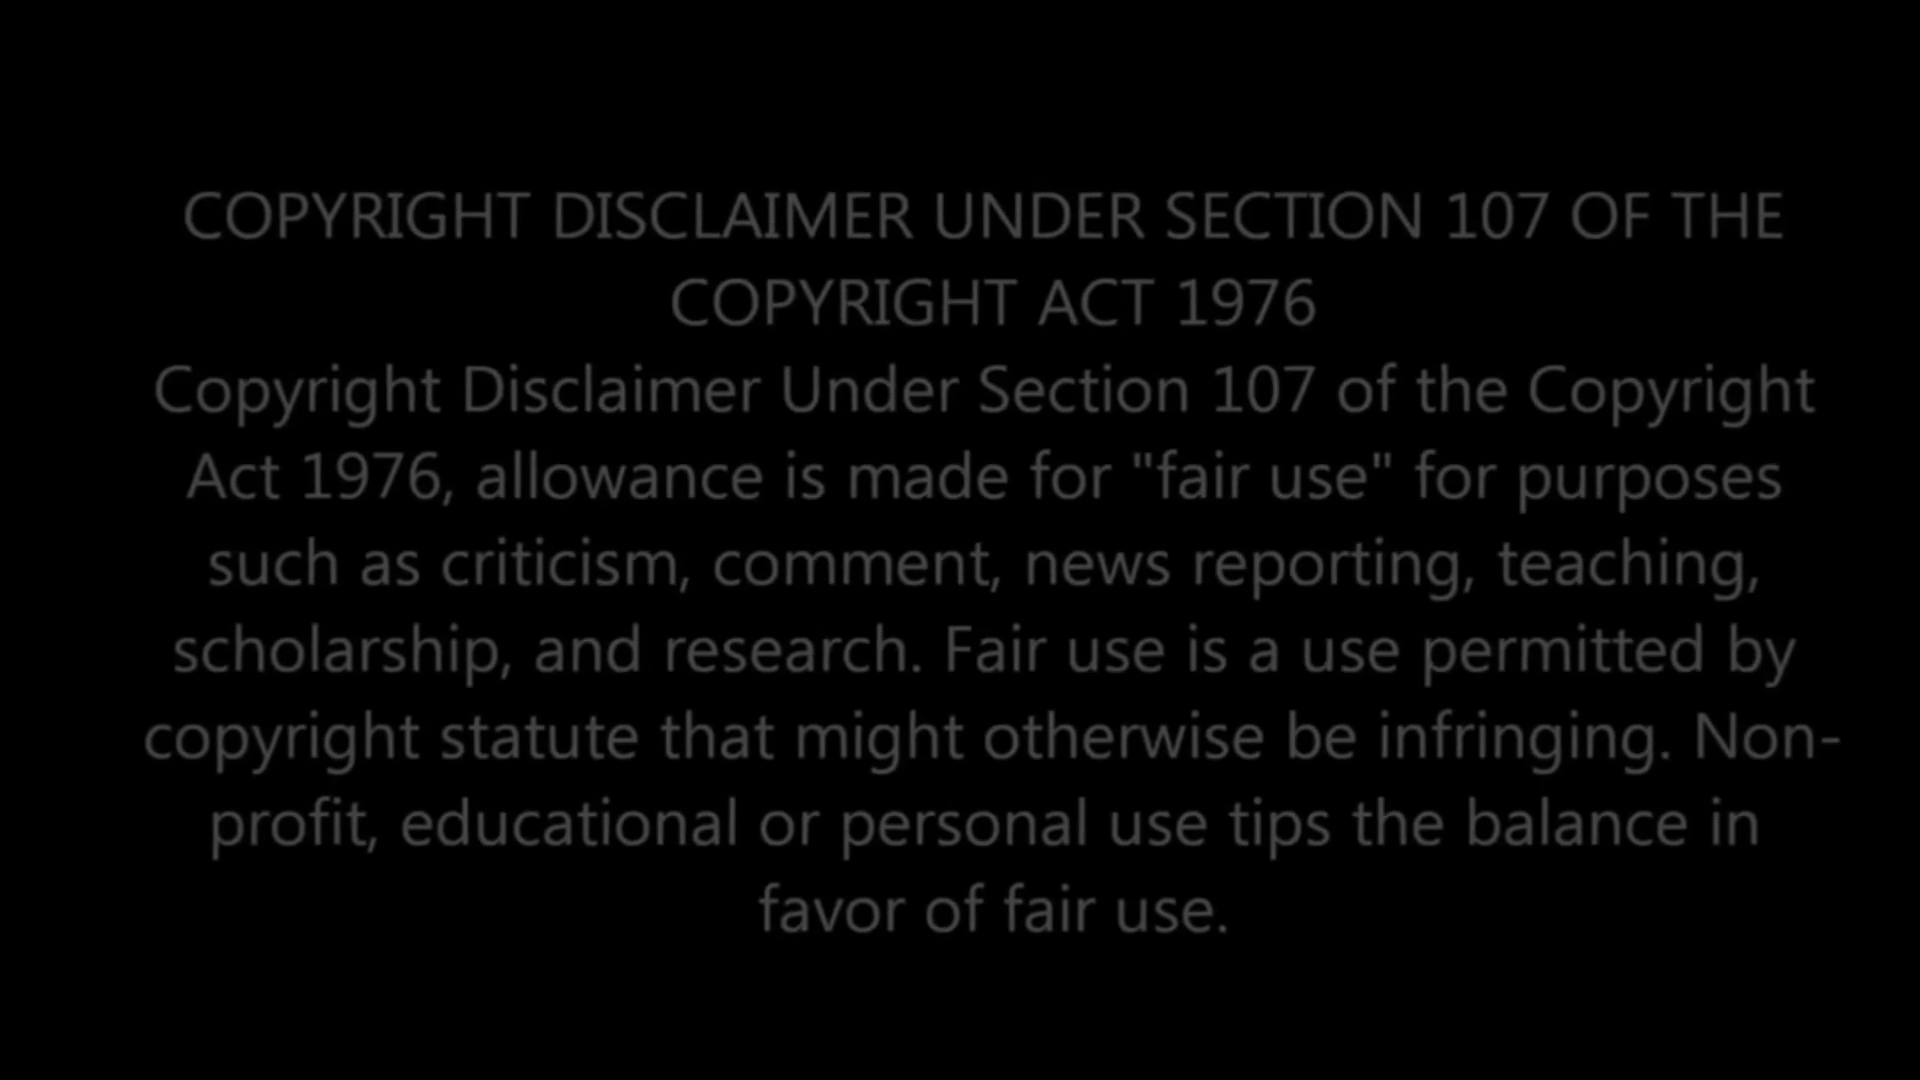 COPYRIGHT DISCLAIMER UNDER SECTION 107 OF THE
COPYRIGHT ACT 1976
Copyright Disclaimer Under Section 107 of the Copyright
Act 1976, allowance is made for "fair use" for purposes
such as criticism, comment, news reporting, teaching,
scholarship, and research. Fair use is a use permitted by
copyright statute that might otherwise be infringing. Non-
profit, educational or personal use tips the balance in
favor of fair use.